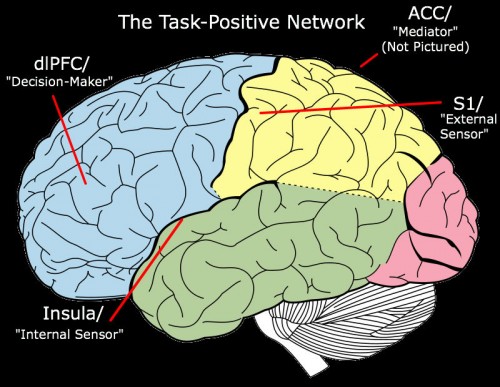 The Task-Positive Network
ACC/
"Mediator"
(Not Pictured)
dlPFC/
"Decision-Maker"
S1/
"External
Sensor"
Insula/
"Internal Sensor"